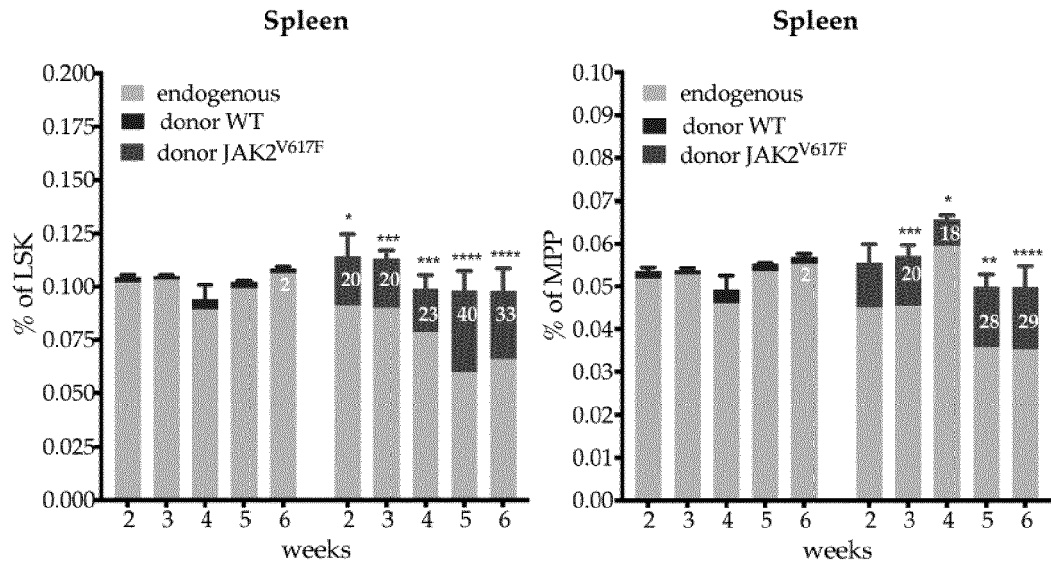 Spleen
% of LSK
0.200
0.175
0.150
0.125
0.100
0.075
0.050
0.025
0.000
endogenous
donor WT
donor JAK2V617F
* *** *** **** ****
2 20 20 23 40 33
2 3 4 5 6 2 3 4 5 6
weeks
Spleen
% of MPP
0.10
0.09
0.08
0.07
0.06
0.05
0.04
0.03
0.02
0.01
0.00
endogenous
donor WT
donor JAK2V617F
*** * ** ****
2 20 18 28 29
2 3 4 5 6 2 3 4 5 6
weeks